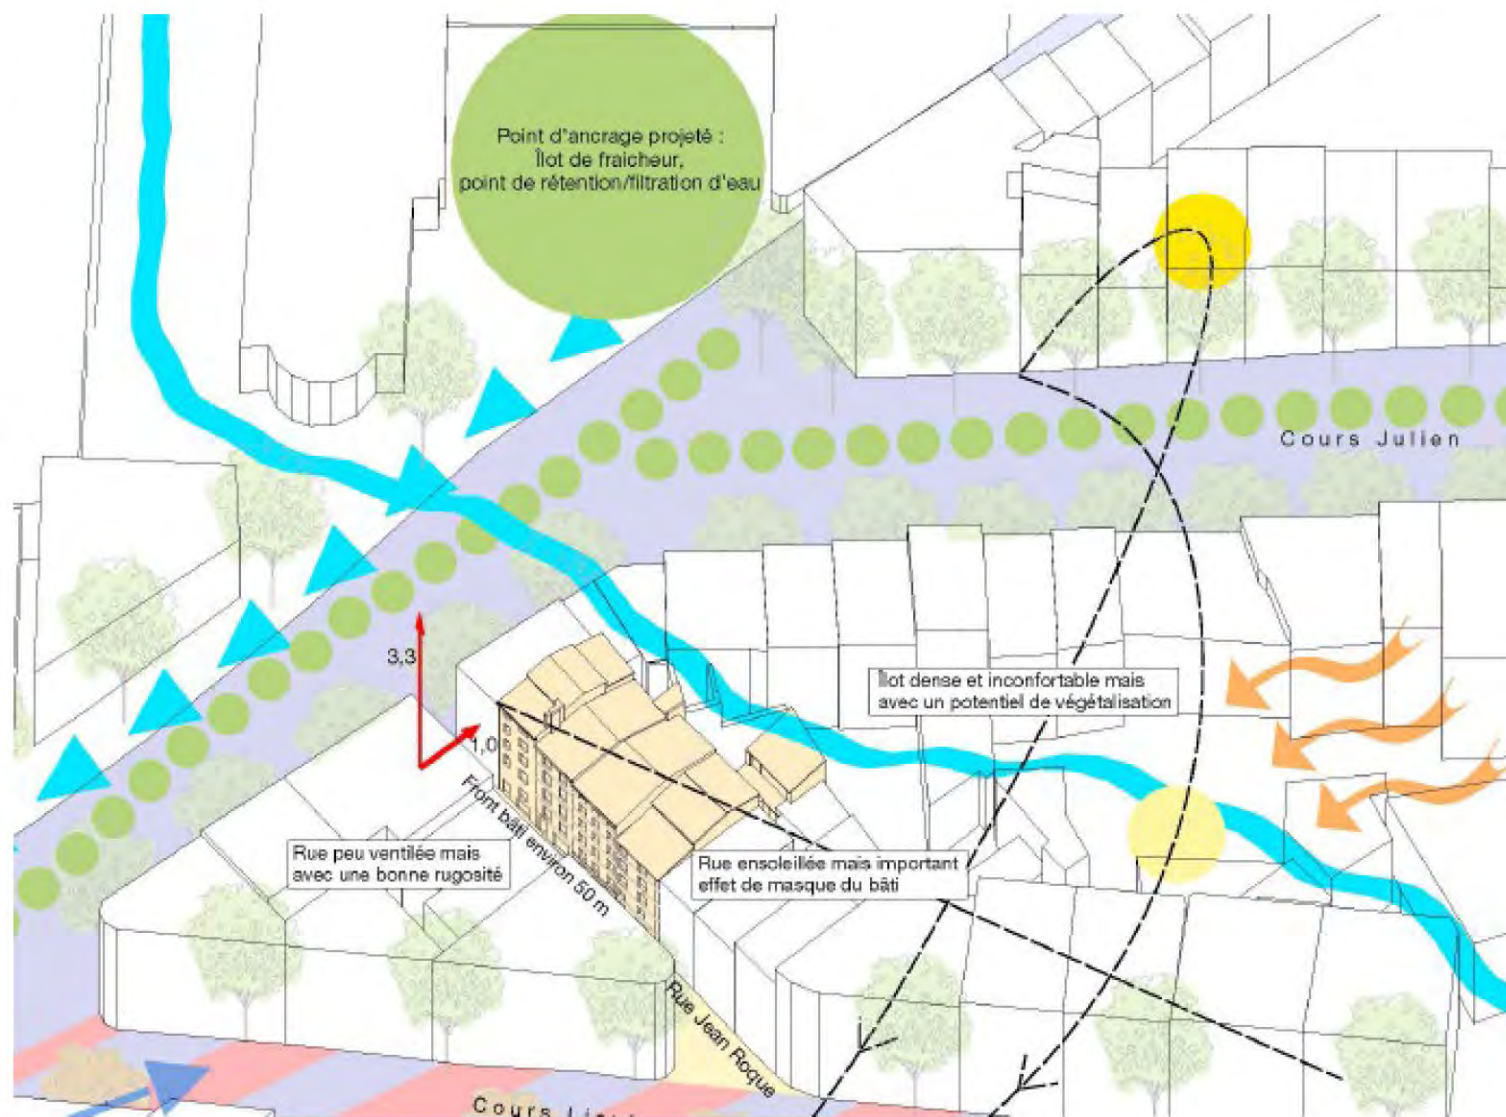 Point d'ancrage projeté :
Îlot de fraicheur,
point de rétention/filtration d'eau
Cours Julien
3,3
1,0
Îlot dense et inconfortable mais
avec un potentiel de végétalisation
Front bâti environ 50 m
Rue peu ventilée mais
avec une bonne rugosité
Rue ensoleillée mais important
effet de masque du bâti
Rue Jean Roque
Cours